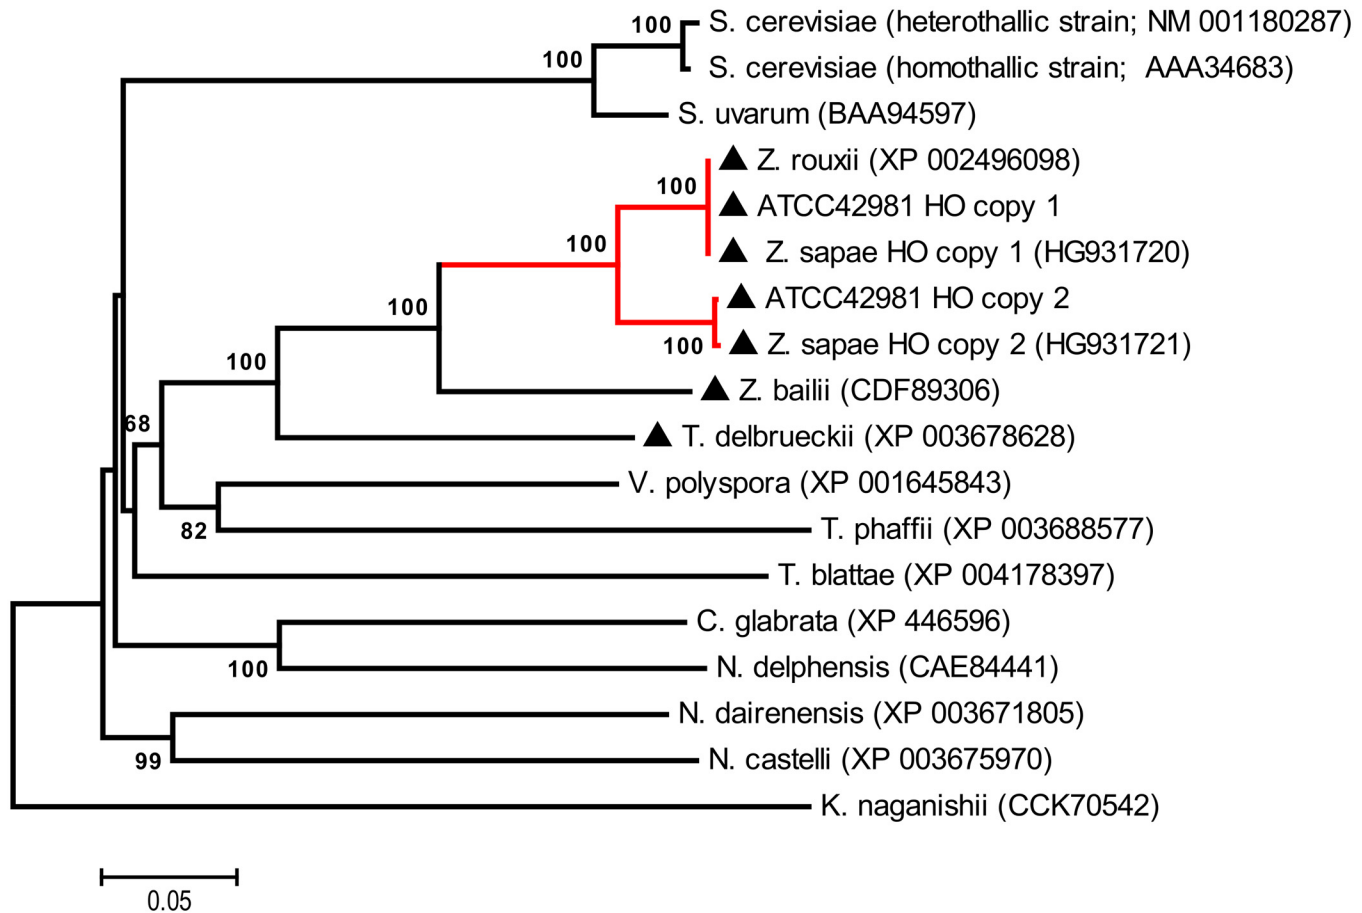 100
S. cerevisiae (heterothallic strain; NM 001180287)
100
S. cerevisiae (homothallic strain; AAA34683)
S. uvarum (BAA94597)
Z. rouxii (XP 002496098)
100
ATCC42981 HO copy 1
100
Z. sapae HO copy 1 (HG931720)
100
ATCC42981 HO copy 2
100
Z. sapae HO copy 2 (HG931721)
100
Z. bailii (CDF89306)
68
T. delbrueckii (XP 003678628)
V. polyspora (XP 001645843)
82
T. phaffii (XP 003688577)
T. blattae (XP 004178397)
C. glabrata (XP 446596)
100
N. delphensis (CAE84441)
N. dairenensis (XP 003671805)
99
N. castelli (XP 003675970)
K. naganishii (CCK70542)
0.05